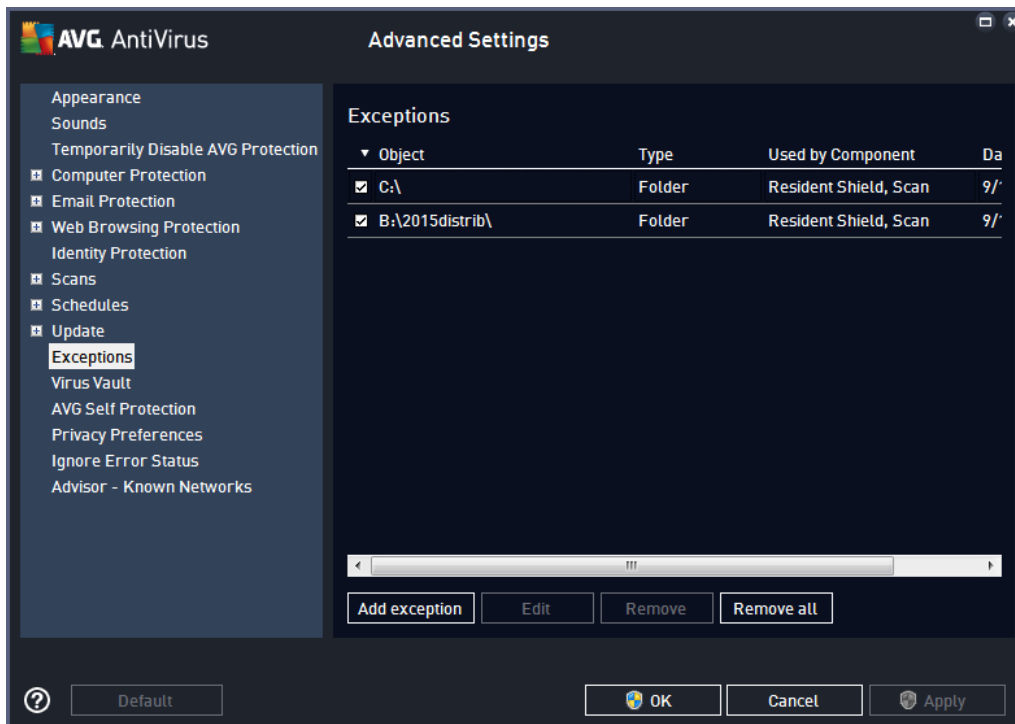 AVG AntiVirus
Advanced Settings
Appearance
Sounds
Temporarily Disable AVG Protection
Computer Protection
Email Protection
Web Browsing Protection
Identity Protection
Scans
Schedules
Update
Exceptions
Virus Vault
AVG Self Protection
Privacy Preferences
Ignore Error Status
Advisor - Known Networks
Exceptions
Object Type Used by Component Da
C:\ Folder Resident Shield, Scan 9/
B:\2015distrib\ Folder Resident Shield, Scan 9/
Add exception Edit Remove Remove all
? Default OK Cancel Apply